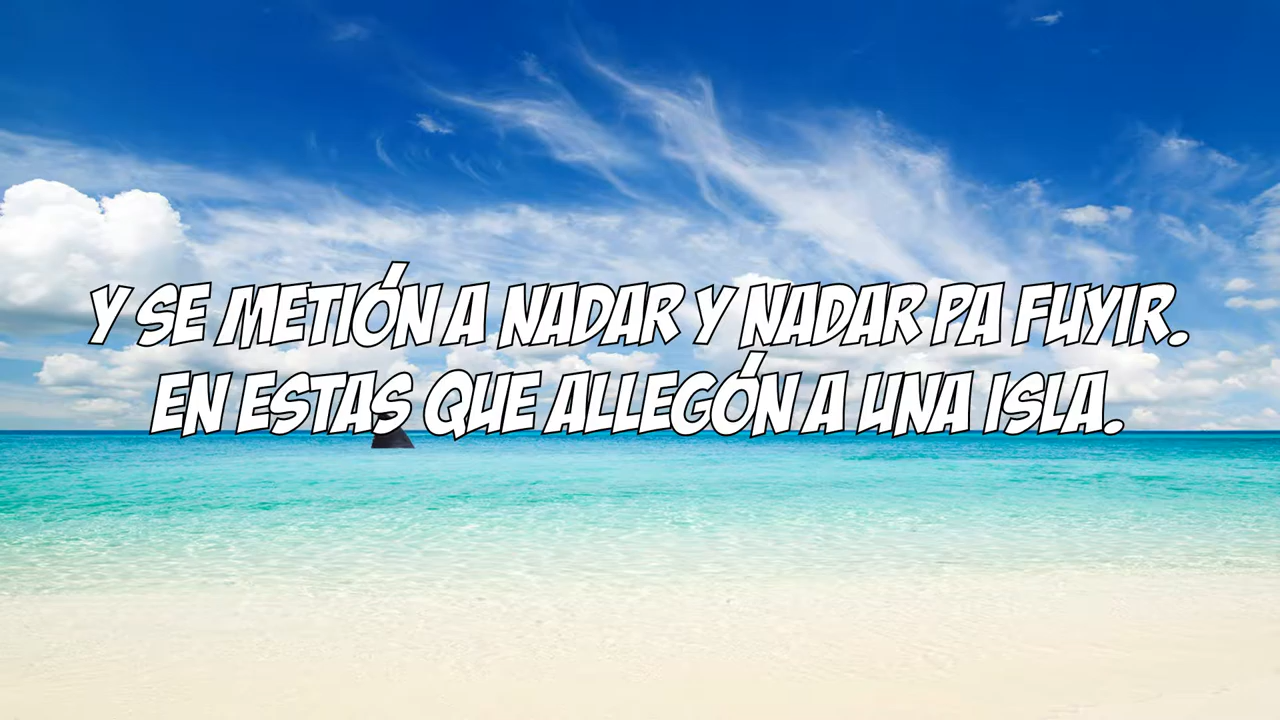 Y SE METIÓN A NADAR Y NADAR PA FUYIR.
EN ESTAS QUE ALLEGÓN A UNA ISLA.